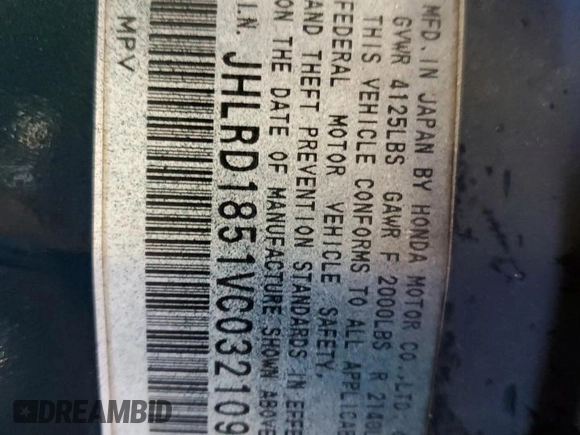 MFD. IN JAPAN BY HONDA MOTOR CO., LTD.
GVWR 4125LBS GAWR F 2000LBS R 2140
THIS VEHICLE CONFORMS TO ALL APPLICAB
FEDERAL MOTOR VEHICLE SAFETY,
AND THEFT PREVENTION STANDARDS IN EFFE
ON THE DATE OF MANUFACTURE SHOWN ABOVE
I.N. JHLRD1851VC032109
MPV
DREAMBID